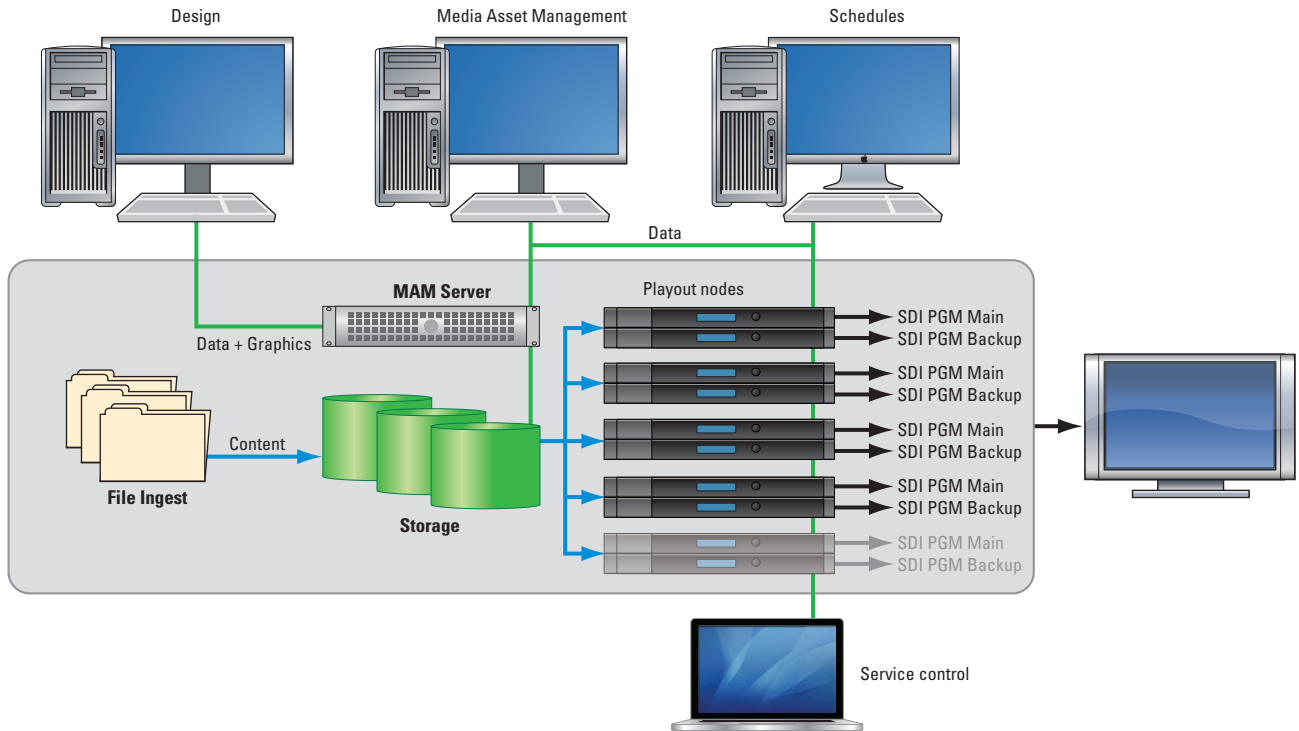 Design
Media Asset Management
Schedules
Data
MAM Server
Playout nodes
Data + Graphics
SDI PGM Main
SDI PGM Backup
SDI PGM Main
SDI PGM Backup
Content
File Ingest
Storage
SDI PGM Main
SDI PGM Backup
SDI PGM Main
SDI PGM Backup
SDI PGM Main
SDI PGM Backup
Service control